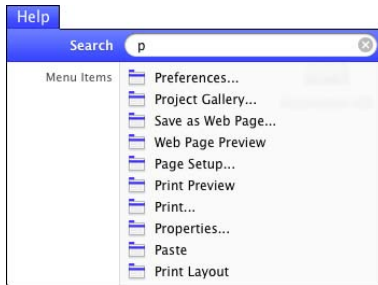 Help
Search p
Menu Items Preferences...
Project Gallery...
Save as Web Page...
Web Page Preview
Page Setup...
Print Preview
Print...
Properties...
Paste
Print Layout